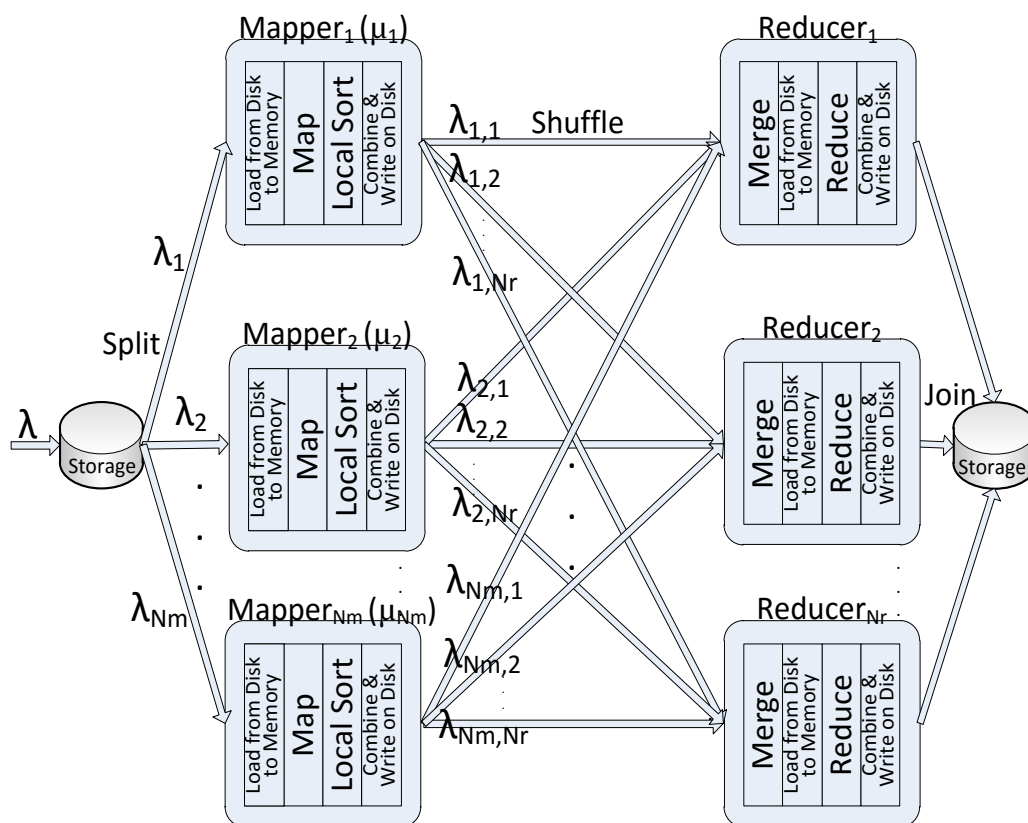 Mapper₁ (μ₁)
Load from Disk
to Memory
Map
Local Sort
Combine &
Write on Disk
λ₁
Split
λ
Storage
λ₂
Mapper₂ (μ₂)
Load from Disk
to Memory
Map
Local Sort
Combine &
Write on Disk
λNm
MapperNm (μNm)
Load from Disk
to Memory
Map
Local Sort
Combine &
Write on Disk
λ₁,₁
Shuffle
λ₁,₂
λ₁,Nr
λ₂,₁
λ₂,₂
λ₂,Nr
λNm,₁
λNm,₂
λNm,Nr
Reducer₁
Merge
Load from Disk
to Memory
Reduce
Combine &
Write on Disk
Reducer₂
Merge
Load from Disk
to Memory
Reduce
Combine &
Write on Disk
ReducerNr
Merge
Load from Disk
to Memory
Reduce
Combine &
Write on Disk
Join
Storage